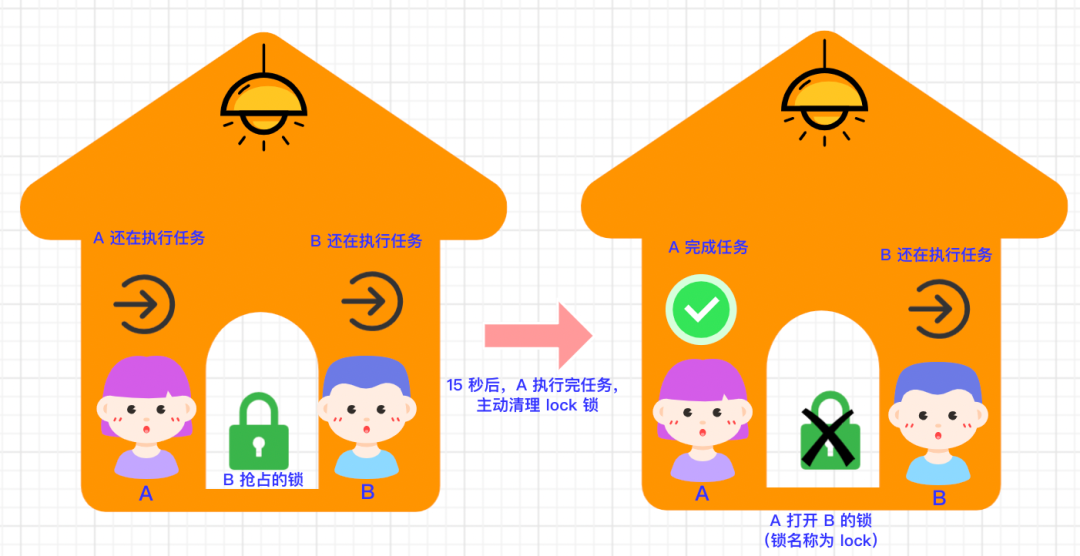 A 还在执行任务
B 还在执行任务
B 抢占的锁
A
B
15 秒后，A 执行完任务，
主动清理 lock 锁
A 完成任务
B 还在执行任务
A
B
A 打开 B 的锁
（锁名称为 lock）